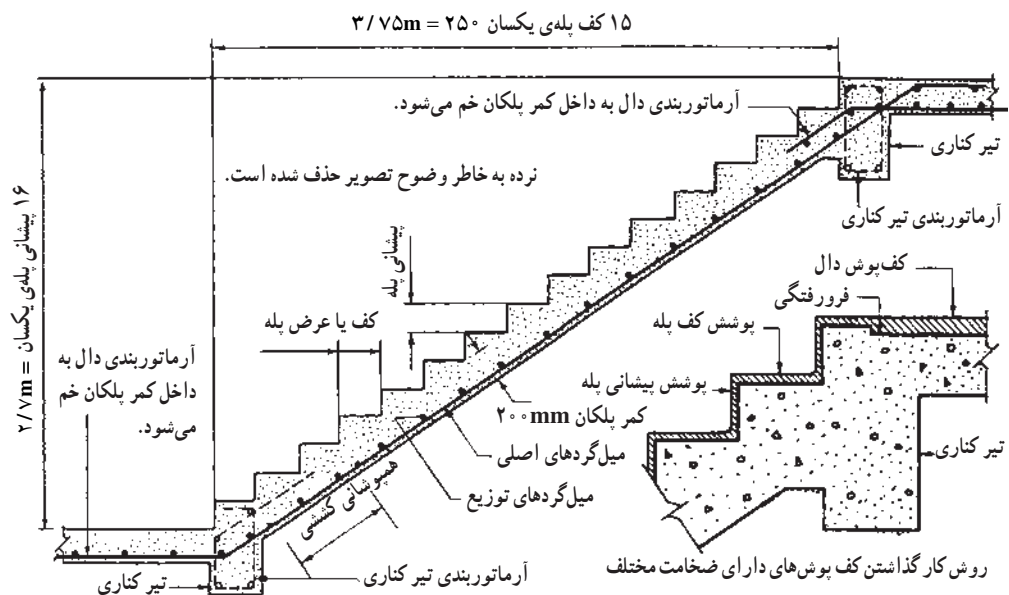 ۱۵ کف پله‌ی یکسان ۲۵۰ = ۳/۷۵m
آرماتوربندی دال به داخل کمر پلکان خم می‌شود.
تیر کناری
نرده به خاطر وضوح تصویر حذف شده است.
آرماتوربندی تیر کناری
۱۶ پیشانی پله‌ی یکسان = ۲/۷m
پیشانی پله
کف یا عرض پله
آرماتوربندی دال به
داخل کمر پلکان خم
می‌شود.
کف‌پوش دال
فرورفتگی
پوشش کف پله
پوشش پیشانی پله
کمر پلکان ۲۰۰mm
تیر کناری
میل‌گردهای اصلی
میل‌گردهای توزیع
همپوشانی کششی
تیر کناری
آرماتوربندی تیر کناری
روش کار گذاشتن کف پوش‌های دارای ضخامت مختلف